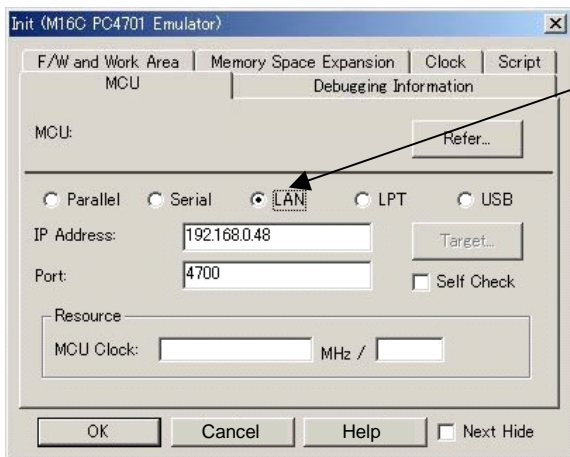 Init (M16C PC4701 Emulator)
F/W and Work Area Memory Space Expansion Clock Script
MCU Debugging Information
MCU: Refer...
Parallel Serial LAN LPT USB
IP Address: 192.168.0.48 Target...
Port: 4700 Self Check
Resource
MCU Clock: MHz /
OK Cancel Help Next Hide